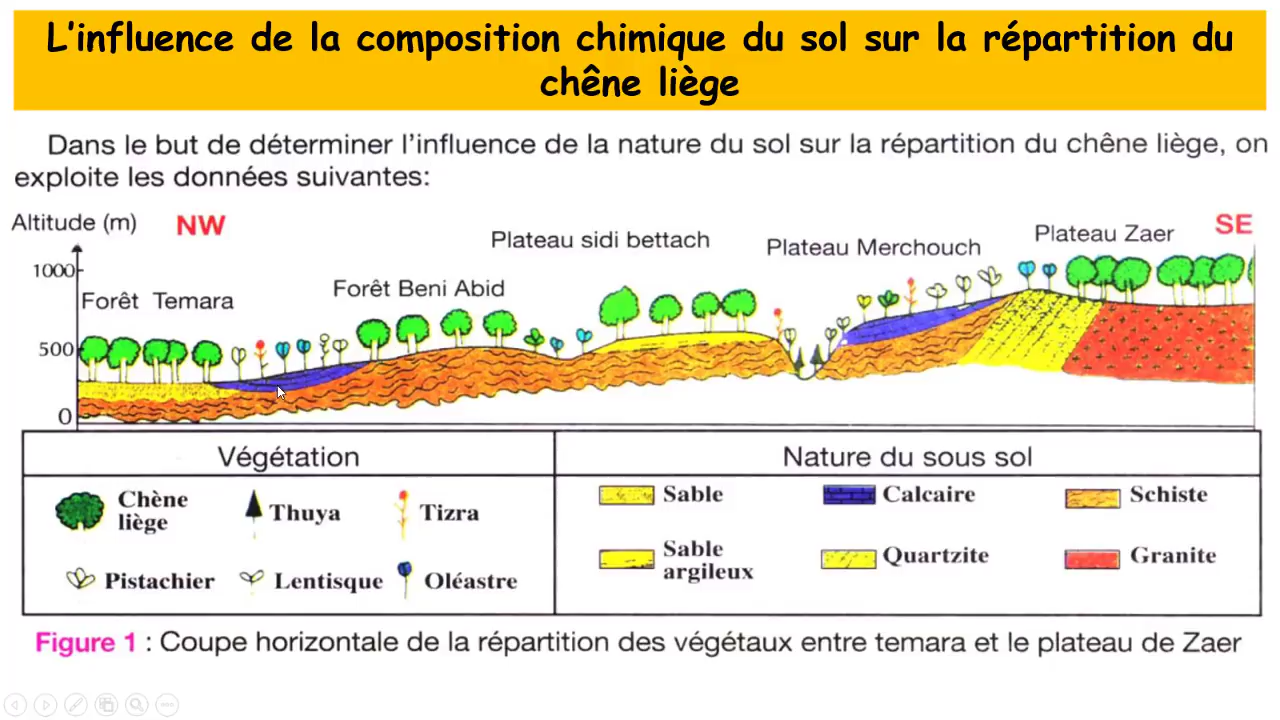 L'influence de la composition chimique du sol sur la répartition du
chêne liège
Dans le but de déterminer l'influence de la nature du sol sur la répartition du chêne liège, on
exploite les données suivantes:
Altitude (m)
NW
SE
Plateau sidi bettach
Plateau Merchouch
Plateau Zaer
1000
Forêt Temara
Forêt Beni Abid
500
0
Végétation
Nature du sous sol
Chène
liège
Thuya
Tizra
Pistachier
Lentisque
Oléastre
Sable
Calcaire
Schiste
Sable
argileux
Quartzite
Granite
Figure 1 : Coupe horizontale de la répartition des végétaux entre temara et le plateau de Zaer